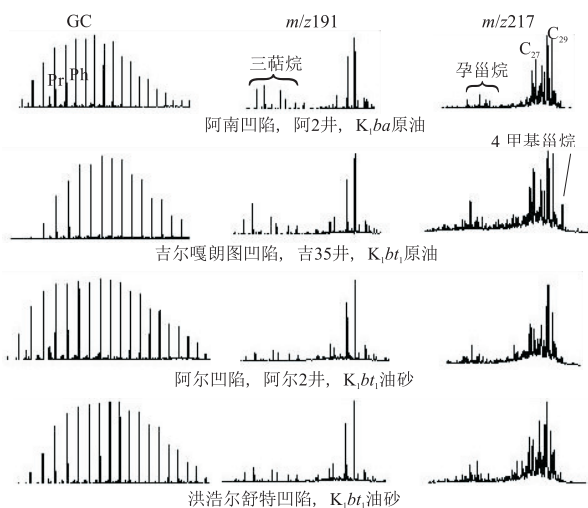 GC m/z191 m/z217
C₂₉
C₂₇
三萜烷
Pr Ph
孕甾烷
阿南凹陷，阿2井，K₁ba原油
4 甲基甾烷
吉尔嘎朗图凹陷，吉35井，K₁bt₁原油
阿尔凹陷，阿尔2井，K₁bt₁油砂
洪浩尔舒特凹陷，K₁bt₁油砂